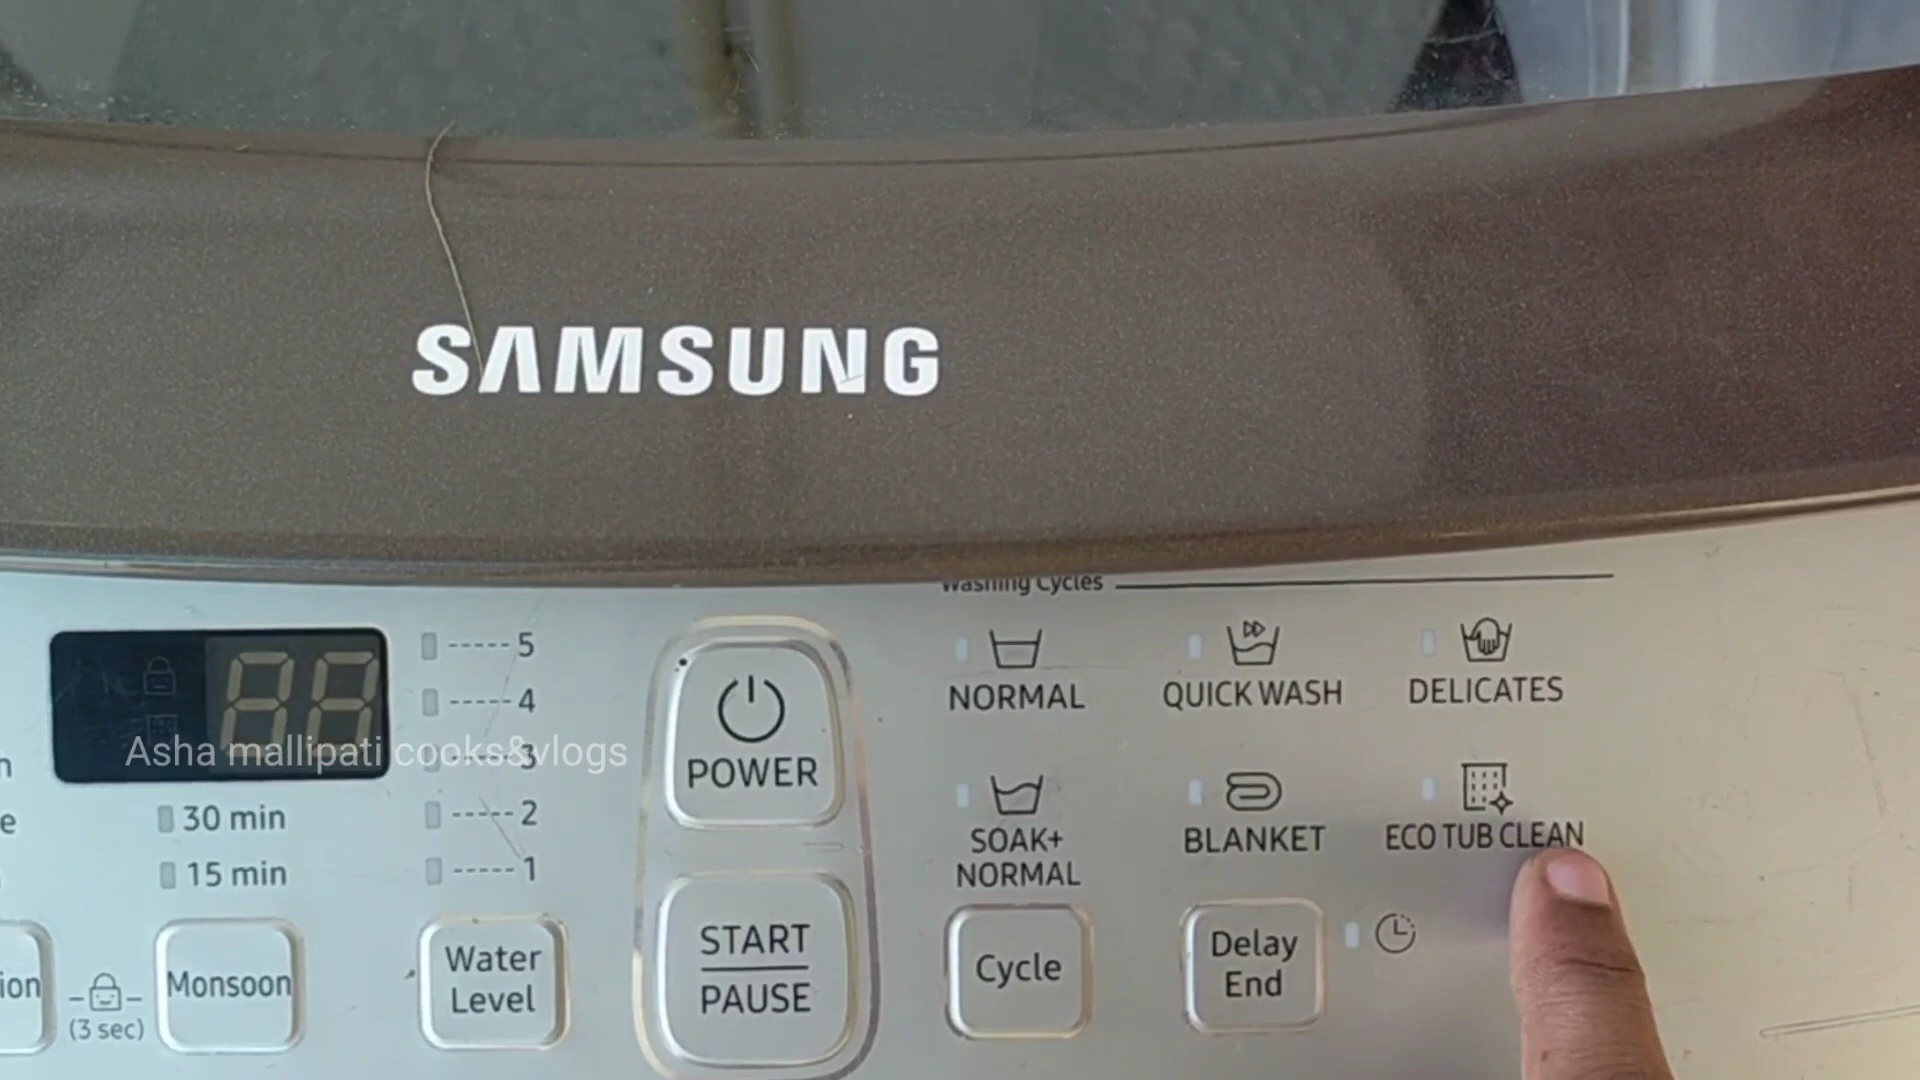 SAMSUNG
Washing Cycles
5
4
3
2
1
30 min
15 min
Asha mallipati cooks&vlogs
POWER
START
PAUSE
NORMAL
QUICK WASH
DELICATES
SOAK+
NORMAL
BLANKET
ECO TUB CLEAN
(3 sec)
Monsoon
Water
Level
Cycle
Delay
End